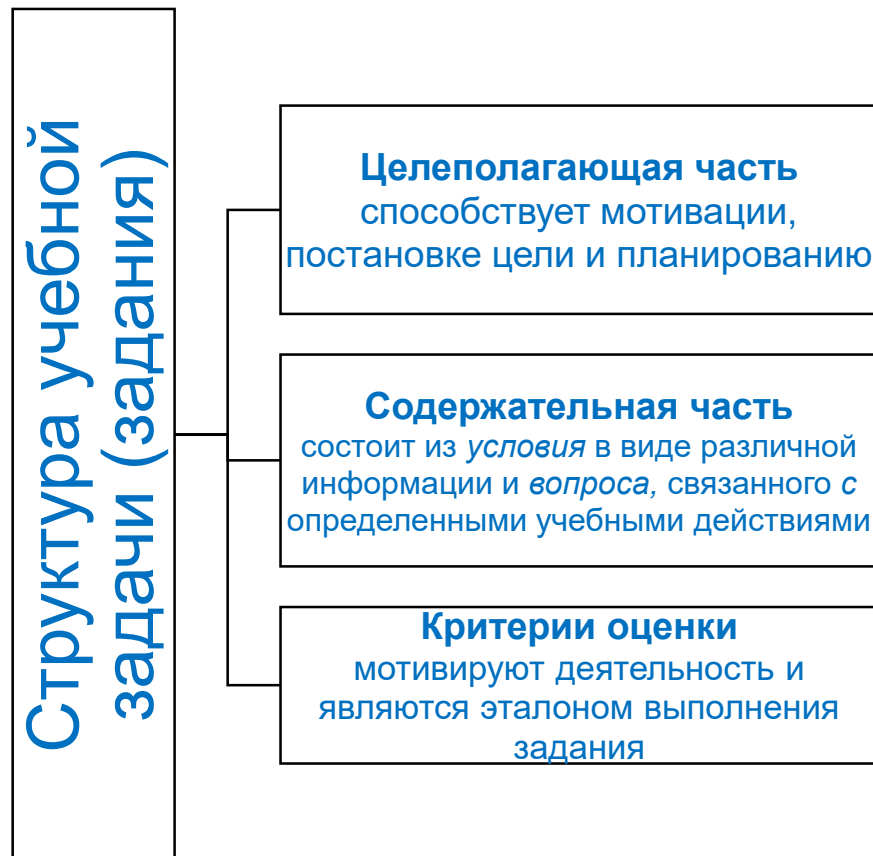 Структура учебной
задачи (задания)
Целеполагающая часть
способствует мотивации,
постановке цели и планированию
Содержательная часть
состоит из условия в виде различной
информации и вопроса, связанного с
определенными учебными действиями
Критерии оценки
мотивируют деятельность и
являются эталоном выполнения
задания